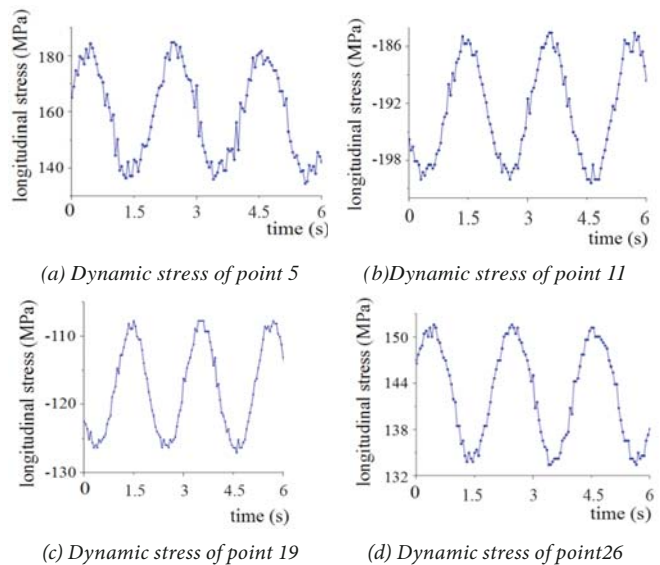 longitudinal stress (MPa)
180
160
140
0
1.5
3
4.5
6
time (s)
(a) Dynamic stress of point 5
longitudinal stress (MPa)
-186
-192
-198
0
1.5
3
4.5
6
time (s)
(b)Dynamic stress of point 11
longitudinal stress (MPa)
-110
-120
-130
0
1.5
3
4.5
6
time (s)
(c) Dynamic stress of point 19
longitudinal stress (MPa)
150
144
138
132
0
1.5
3
4.5
6
time (s)
(d) Dynamic stress of point26